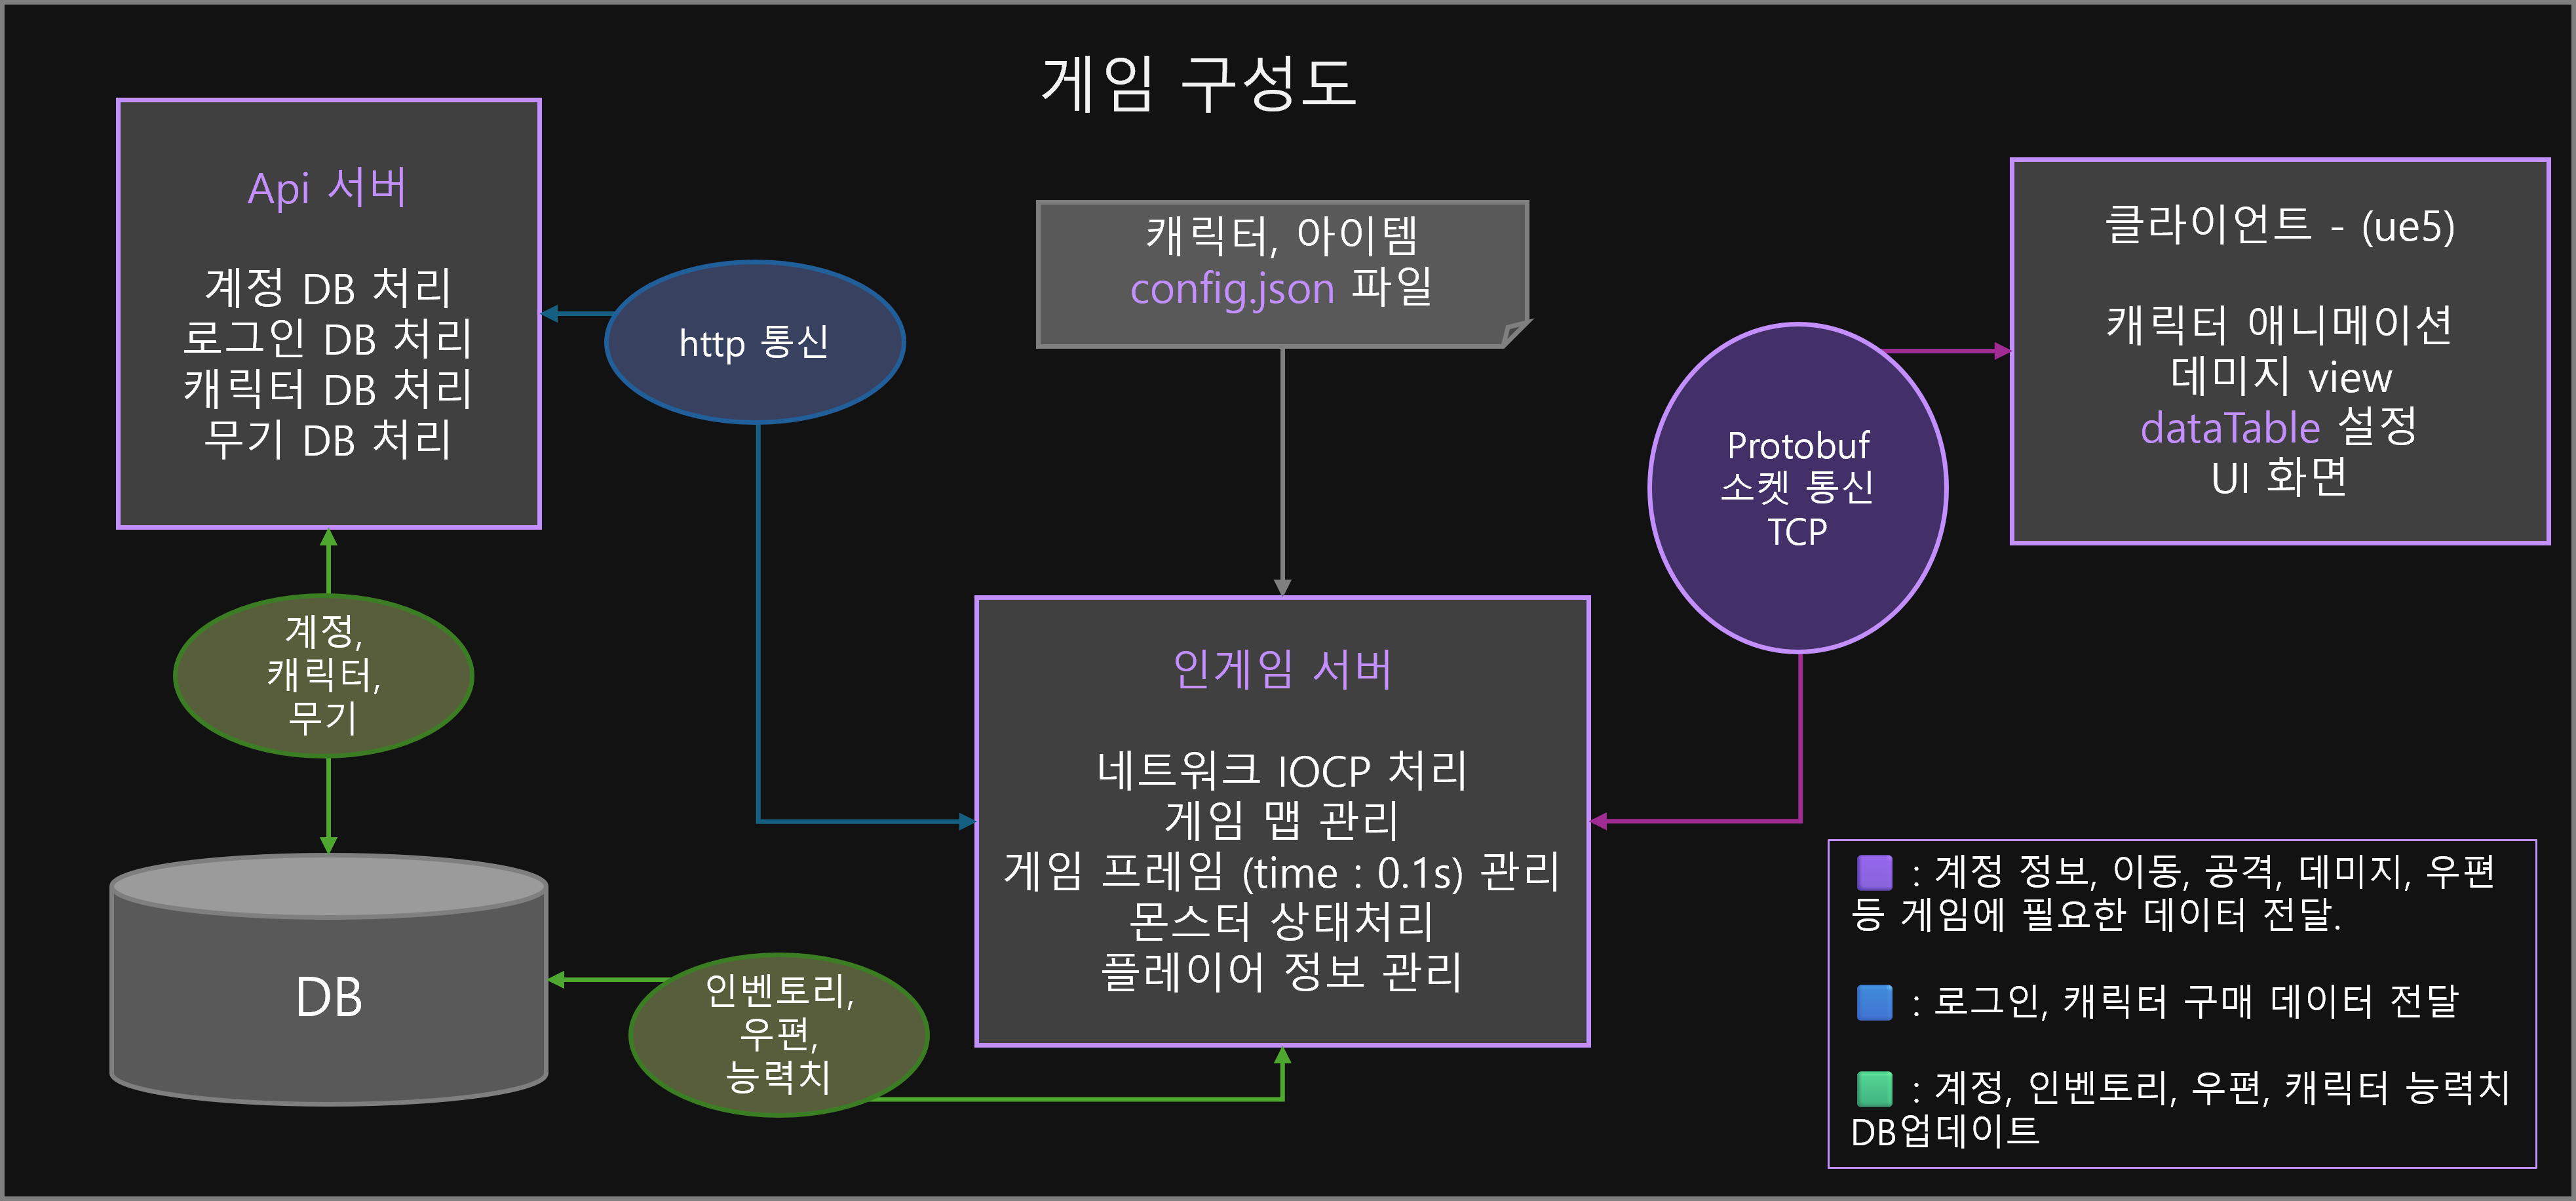 게임 구성도
Api 서버
계정 DB 처리
로그인 DB 처리
캐릭터 DB 처리
무기 DB 처리
http 통신
캐릭터, 아이템
config.json 파일
Protobuf
소켓 통신
TCP
클라이언트 - (ue5)
캐릭터 애니메이션
데미지 view
dataTable 설정
UI 화면
계정,
캐릭터,
무기
인게임 서버
네트워크 IOCP 처리
게임 맵 관리
게임 프레임 (time : 0.1s) 관리
몬스터 상태처리
플레이어 정보 관리
DB
인벤토리,
우편,
능력치
: 계정 정보, 이동, 공격, 데미지, 우편
등 게임에 필요한 데이터 전달.
: 로그인, 캐릭터 구매 데이터 전달
: 계정, 인벤토리, 우편, 캐릭터 능력치
DB업데이트